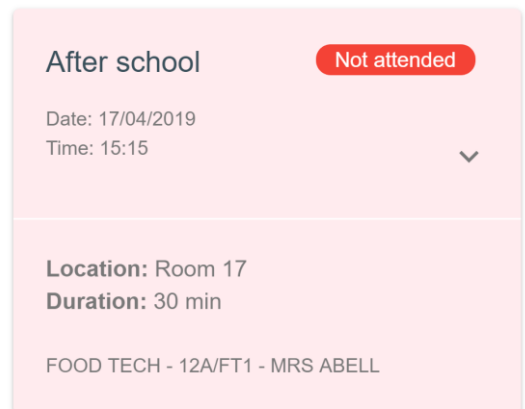 After school
Not attended
Date: 17/04/2019
Time: 15:15
Location: Room 17
Duration: 30 min
FOOD TECH - 12A/FT1 - MRS ABELL